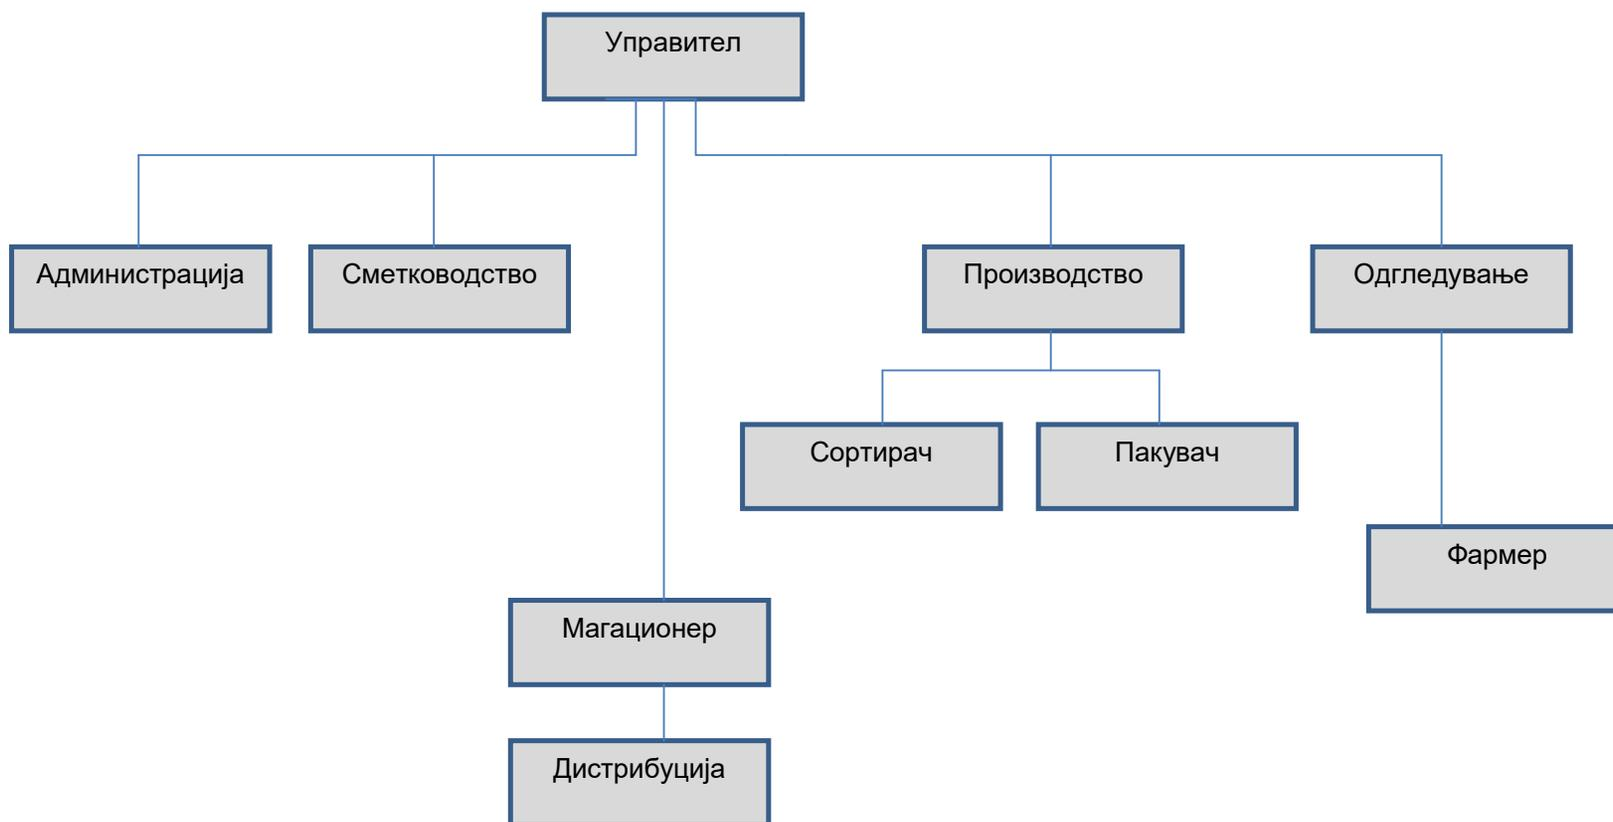 Управител
Администрација
Сметководство
Производство
Одгледување
Сортирач
Пакувач
Фармер
Магационер
Дистрибуција